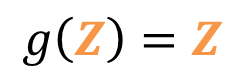 g(Z) = Z